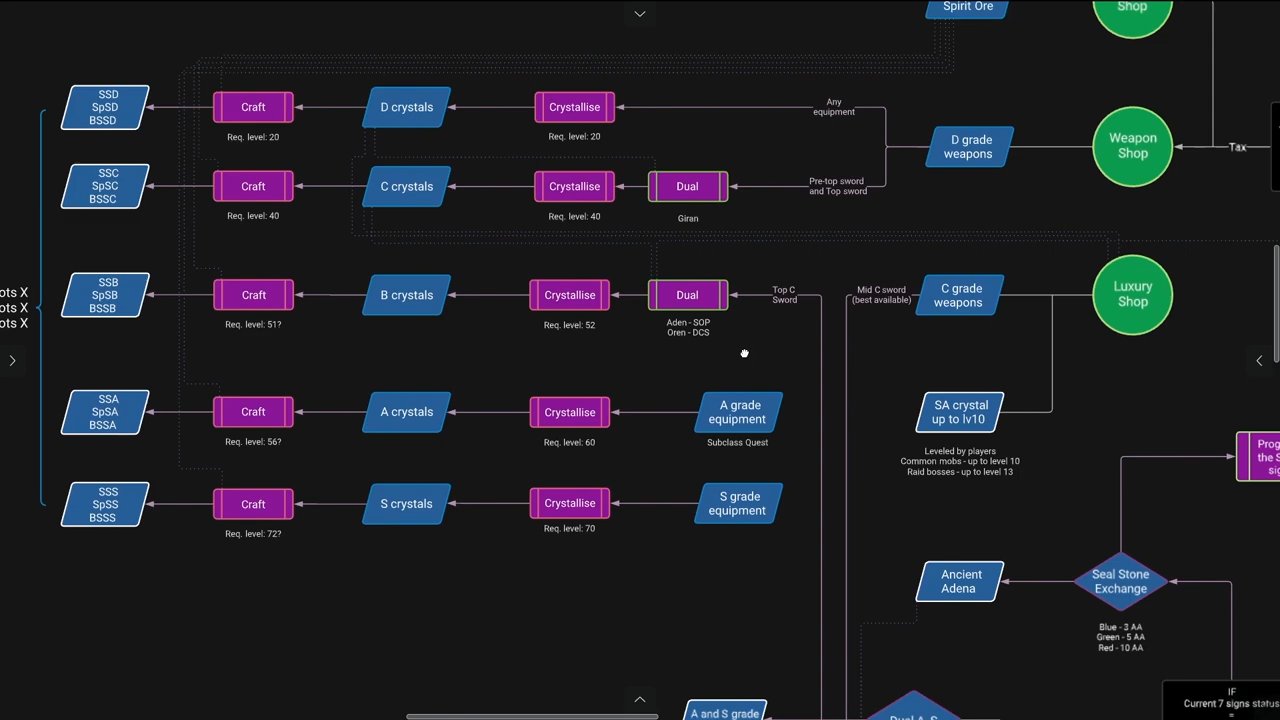 Spirit Ore
Shop
SSD
SpSD
BSSD
Craft
Req. level: 20
D crystals
Crystallise
Req. level: 20
Any
equipment
D grade
weapons
Weapon
Shop
Tax
SSC
SpSC
BSSC
Craft
Req. level: 40
C crystals
Crystallise
Req. level: 40
Dual
Giran
Pre-top sword
and Top sword
ots X
ots X
ots X
SSB
SpSB
BSSB
Craft
Req. level: 51?
B crystals
Crystallise
Req. level: 52
Dual
Aden - SOP
Oren - DCS
Top C
Sword
Mid C sword
(best available)
C grade
weapons
Luxury
Shop
SSA
SpSA
BSSA
Craft
Req. level: 56?
A crystals
Crystallise
Req. level: 60
A grade
equipment
Subclass Quest
SA crystal
up to lv10
Leveled by players
Common mobs - up to level 10
Raid bosses - up to level 13
SSS
SpSS
BSSS
Craft
Req. level: 72?
S crystals
Crystallise
Req. level: 70
S grade
equipment
Prog
the S
sig
Ancient
Adena
Seal Stone
Exchange
Blue - 3 AA
Green - 5 AA
Red - 10 AA
IF
Current 7 signs status
=
A and S grade
Dual A, S